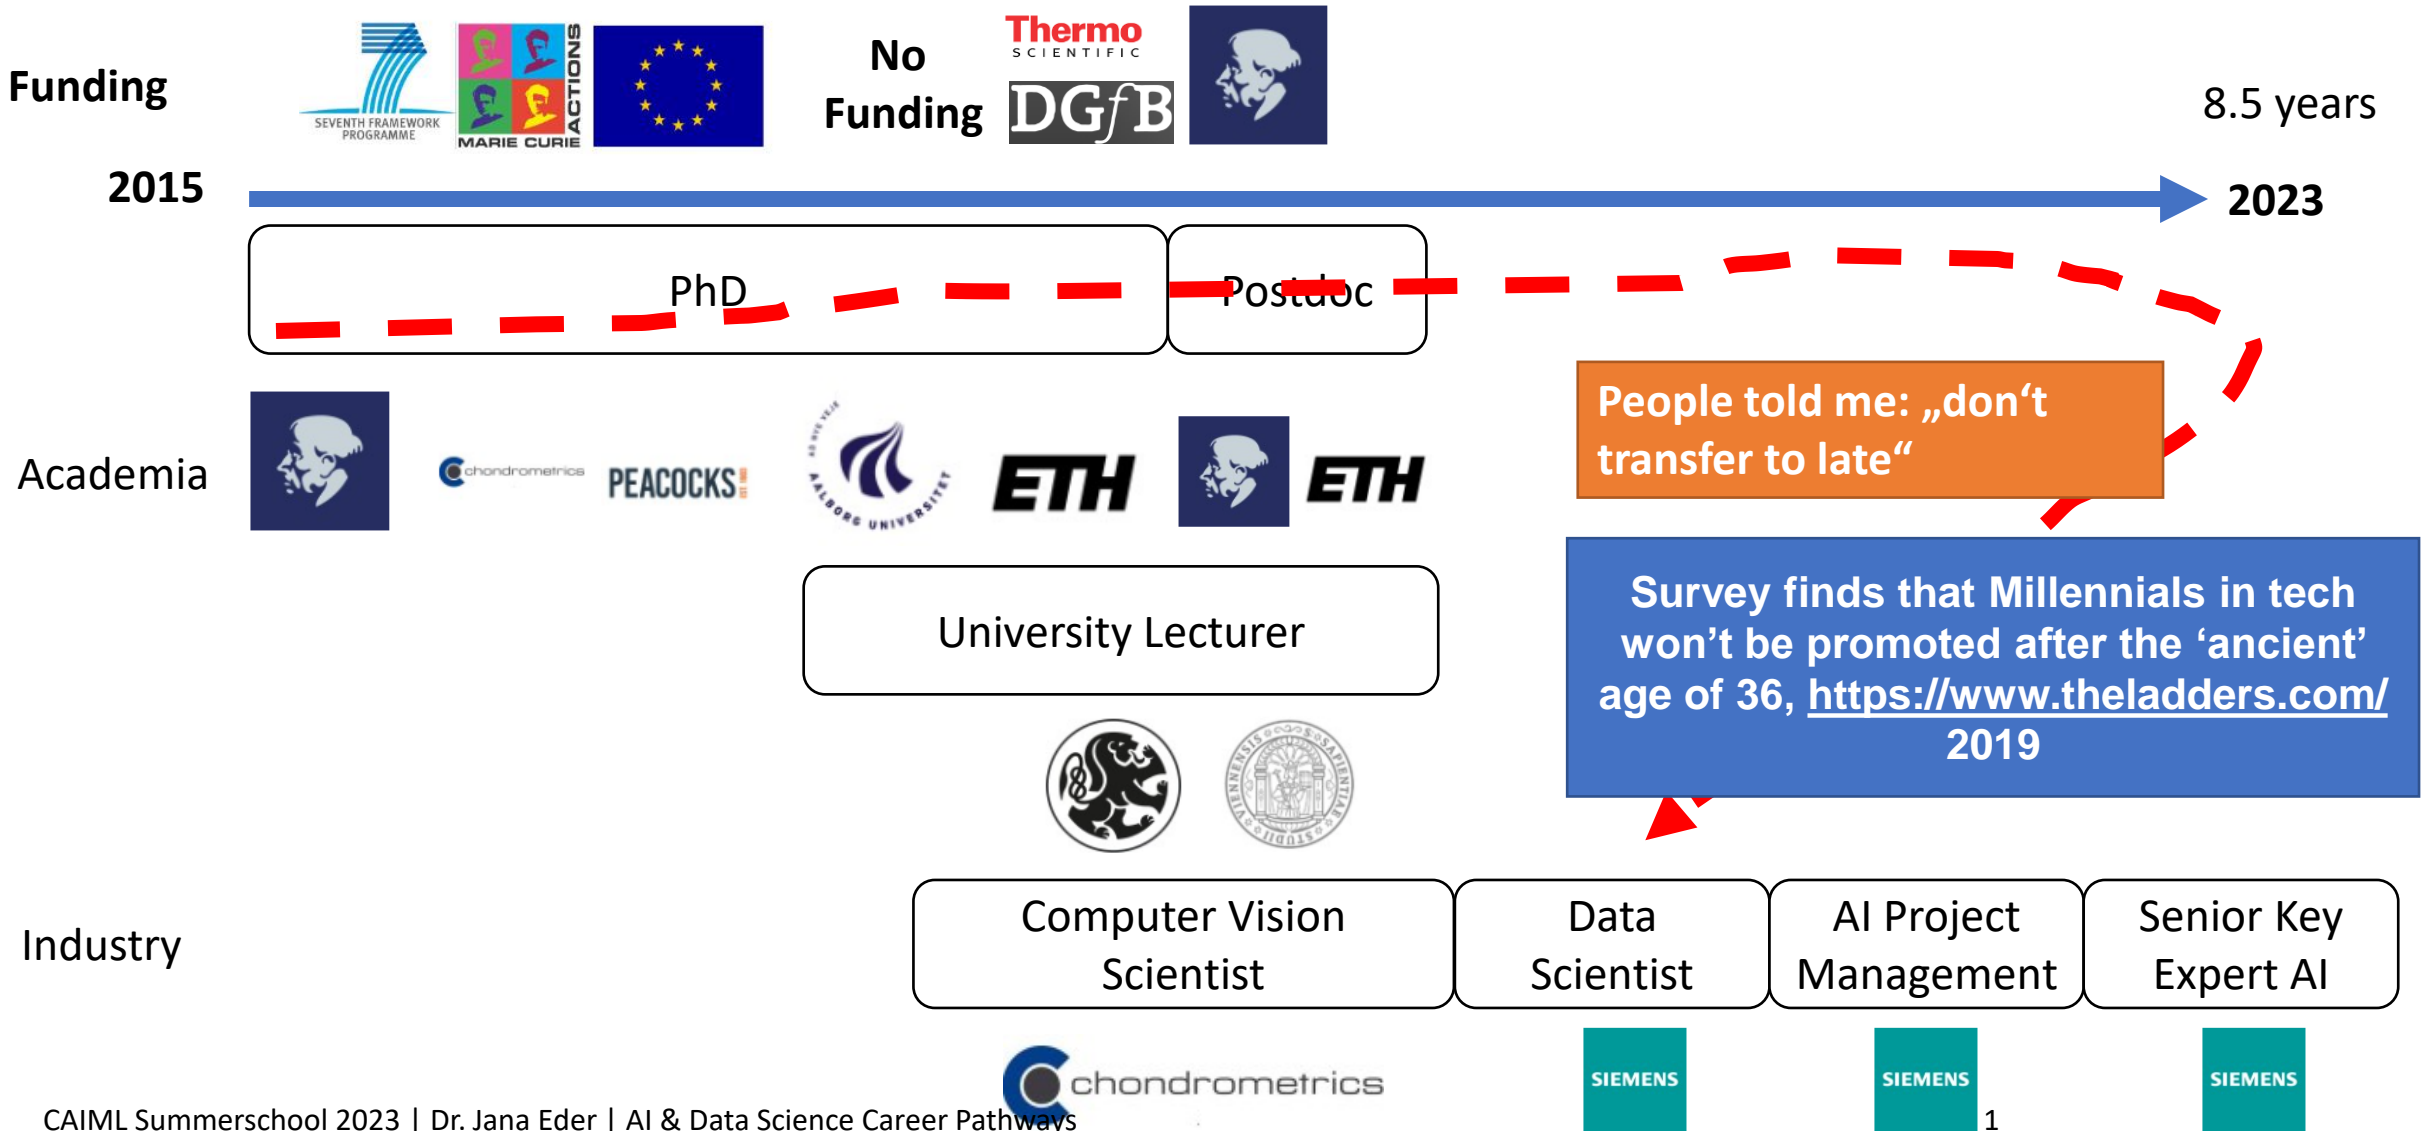 Funding
SEVENTH FRAMEWORK
PROGRAMME
MARIE CURIE
ACTIONS
No
Funding
Thermo
SCIENTIFIC
DGfB
8.5 years
2015
2023
PhD
Postdoc
People told me: „don‘t
transfer to late“
Academia
chondrometrics
PEACOCKS
AALBORG UNIVERSITET
ETH
ETH
University Lecturer
Survey finds that Millennials in tech
won’t be promoted after the ‘ancient’
age of 36, https://www.theladders.com/
2019
Industry
Computer Vision
Scientist
Data
Scientist
AI Project
Management
Senior Key
Expert AI
chondrometrics
SIEMENS
SIEMENS
SIEMENS
CAIML Summerschool 2023 | Dr. Jana Eder | AI & Data Science Career Pathways
1